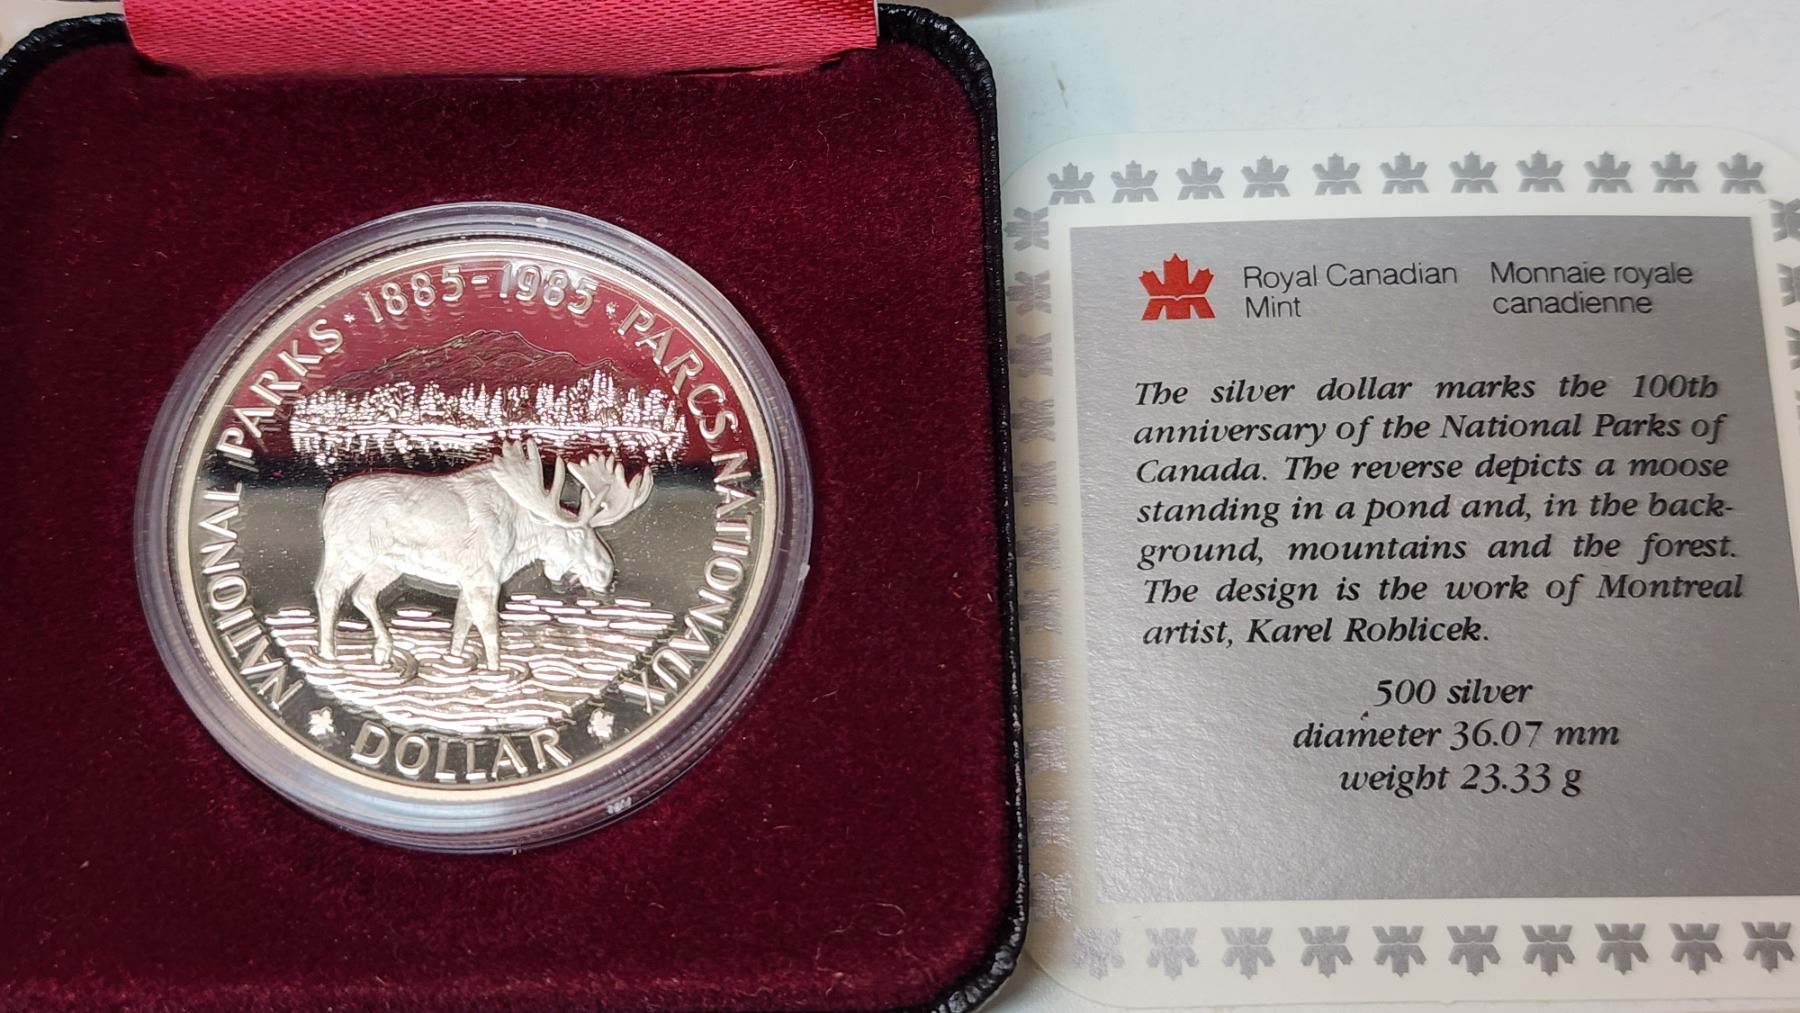 NATIONAL PARKS · 1885-1985 · PARCS NATIONAUX
DOLLAR
Royal Canadian
Mint
Monnaie royale
canadienne
The silver dollar marks the 100th
anniversary of the National Parks of
Canada. The reverse depicts a moose
standing in a pond and, in the back-
ground, mountains and the forest.
The design is the work of Montreal
artist, Karel Rohlicek.
500 silver
diameter 36.07 mm
weight 23.33 g